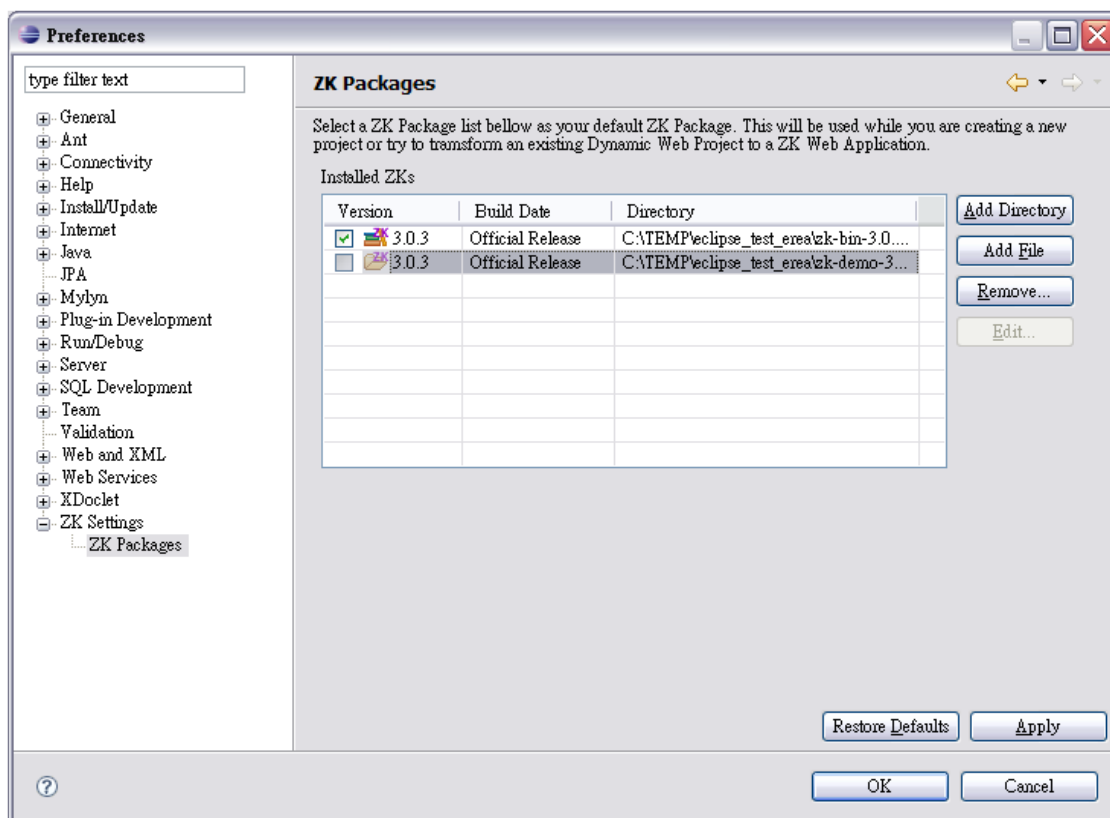 Preferences
type filter text
General
Ant
Connectivity
Help
Install/Update
Internet
Java
JPA
Mylyn
Plug-in Development
Run/Debug
Server
SQL Development
Team
Validation
Web and XML
Web Services
XDoclet
ZK Settings
ZK Packages
ZK Packages
Select a ZK Package list bellow as your default ZK Package. This will be used while you are creating a new
project or try to transform an existing Dynamic Web Project to a ZK Web Application.
Installed ZKs
Version Build Date Directory
ZK 3.0.3 Official Release C:\TEMP\eclipse_test_erea\zk-bin-3.0....
ZK 3.0.3 Official Release C:\TEMP\eclipse_test_erea\zk-demo-3...
Add Directory
Add File
Remove...
Edit...
Restore Defaults Apply
? OK Cancel